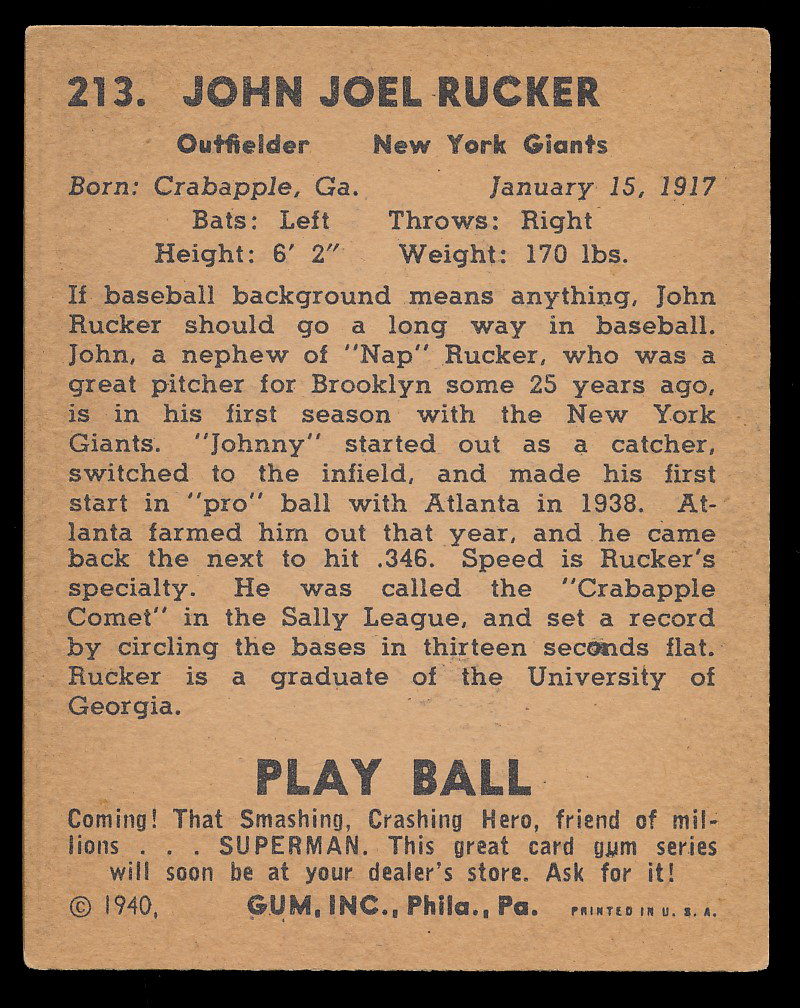 213. JOHN JOEL RUCKER
Outfielder New York Giants
Born: Crabapple, Ga. January 15, 1917
Bats: Left Throws: Right
Height: 6' 2" Weight: 170 lbs.
If baseball background means anything, John
Rucker should go a long way in baseball.
John, a nephew of "Nap" Rucker, who was a
great pitcher for Brooklyn some 25 years ago,
is in his first season with the New York
Giants. "Johnny" started out as a catcher,
switched to the infield, and made his first
start in "pro" ball with Atlanta in 1938. At-
lanta farmed him out that year, and he came
back the next to hit .346. Speed is Rucker's
specialty. He was called the "Crabapple
Comet" in the Sally League, and set a record
by circling the bases in thirteen seconds flat.
Rucker is a graduate of the University of
Georgia.
PLAY BALL
Coming! That Smashing, Crashing Hero, friend of mil-
lions . . . SUPERMAN. This great card gum series
will soon be at your dealer's store. Ask for it!
© 1940, GUM, INC., Phila., Pa. PRINTED IN U. S. A.